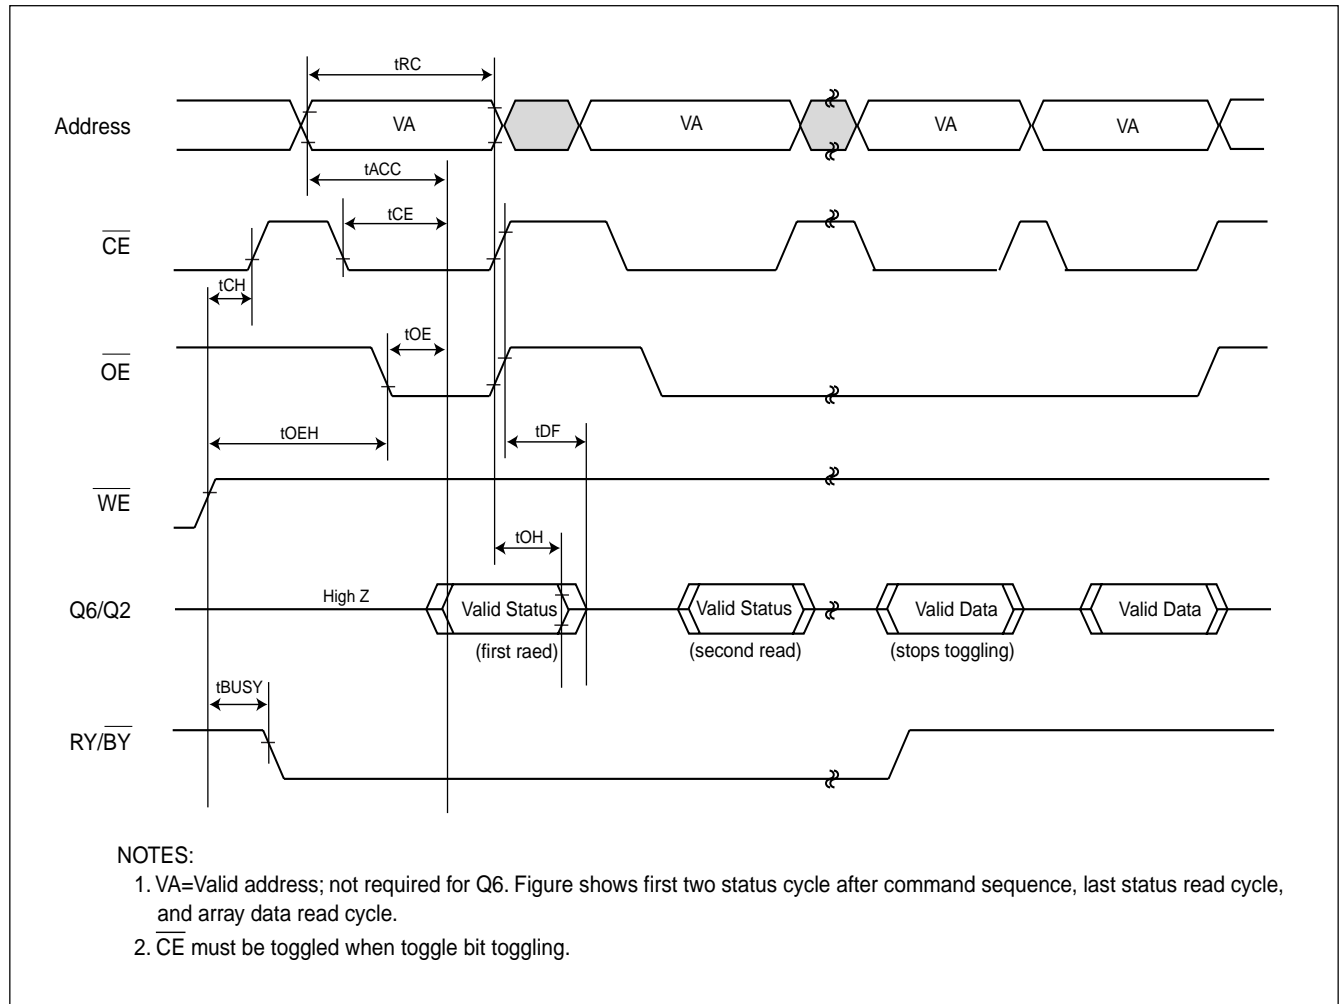 tRC
Address
VA
VA
VA
VA
tACC
tCE
CE
tCH
tOE
OE
tOEH
tDF
WE
tOH
Q6/Q2
High Z
Valid Status
Valid Status
Valid Data
Valid Data
(first raed)
(second read)
(stops toggling)
tBUSY
RY/BY
NOTES:
1. VA=Valid address; not required for Q6. Figure shows first two status cycle after command sequence, last status read cycle,
and array data read cycle.
2. CE must be toggled when toggle bit toggling.